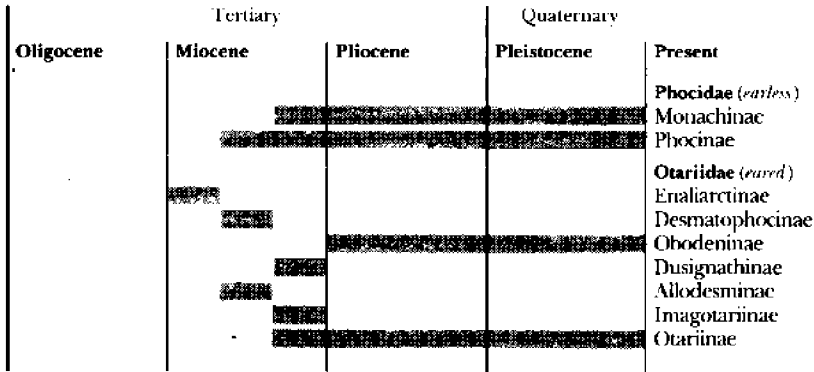 Tertiary Quaternary
Oligocene Miocene Pliocene Pleistocene Present
Phocidae (earless)
Monachinae
Phocinae
Otariidae (eared)
Enaliarctinae
Desmatophocinae
Obodeninae
Dusignathinae
Allodesminae
Imagotariinae
Otariinae